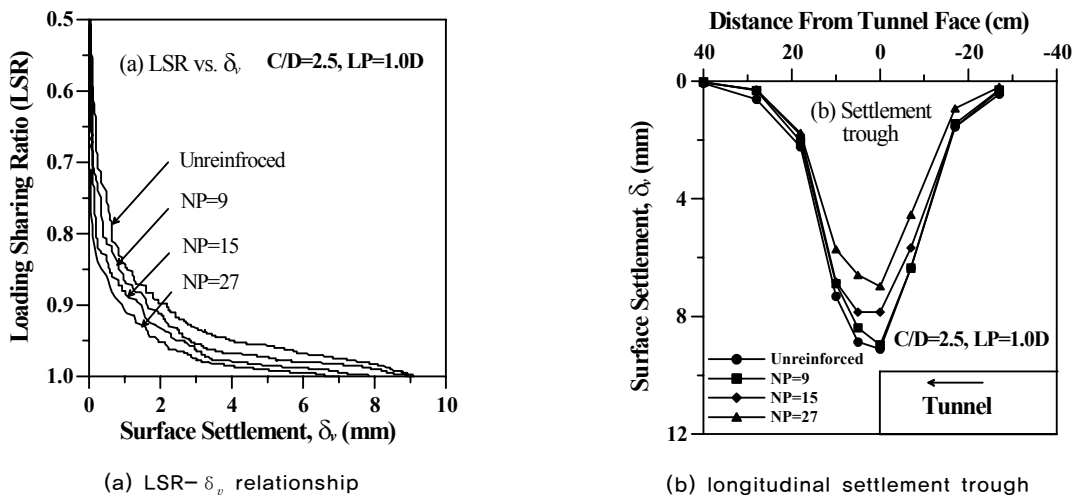 0.5
0.6
0.7
0.8
0.9
1.0
Loading Sharing Ratio (LSR)
(a) LSR vs. δv C/D=2.5, LP=1.0D
Unreinfroced
NP=9
NP=15
NP=27
0 2 4 6 8 10
Surface Settlement, δv (mm)
(a) LSR- δv relationship
Distance From Tunnel Face (cm)
40 20 0 -20 -40
0
4
8
12
Surface Settlement, δv (mm)
(b) Settlement
trough
C/D=2.5, LP=1.0D
Unreinforced
NP=9
NP=15
NP=27
Tunnel
(b) longitudinal settlement trough